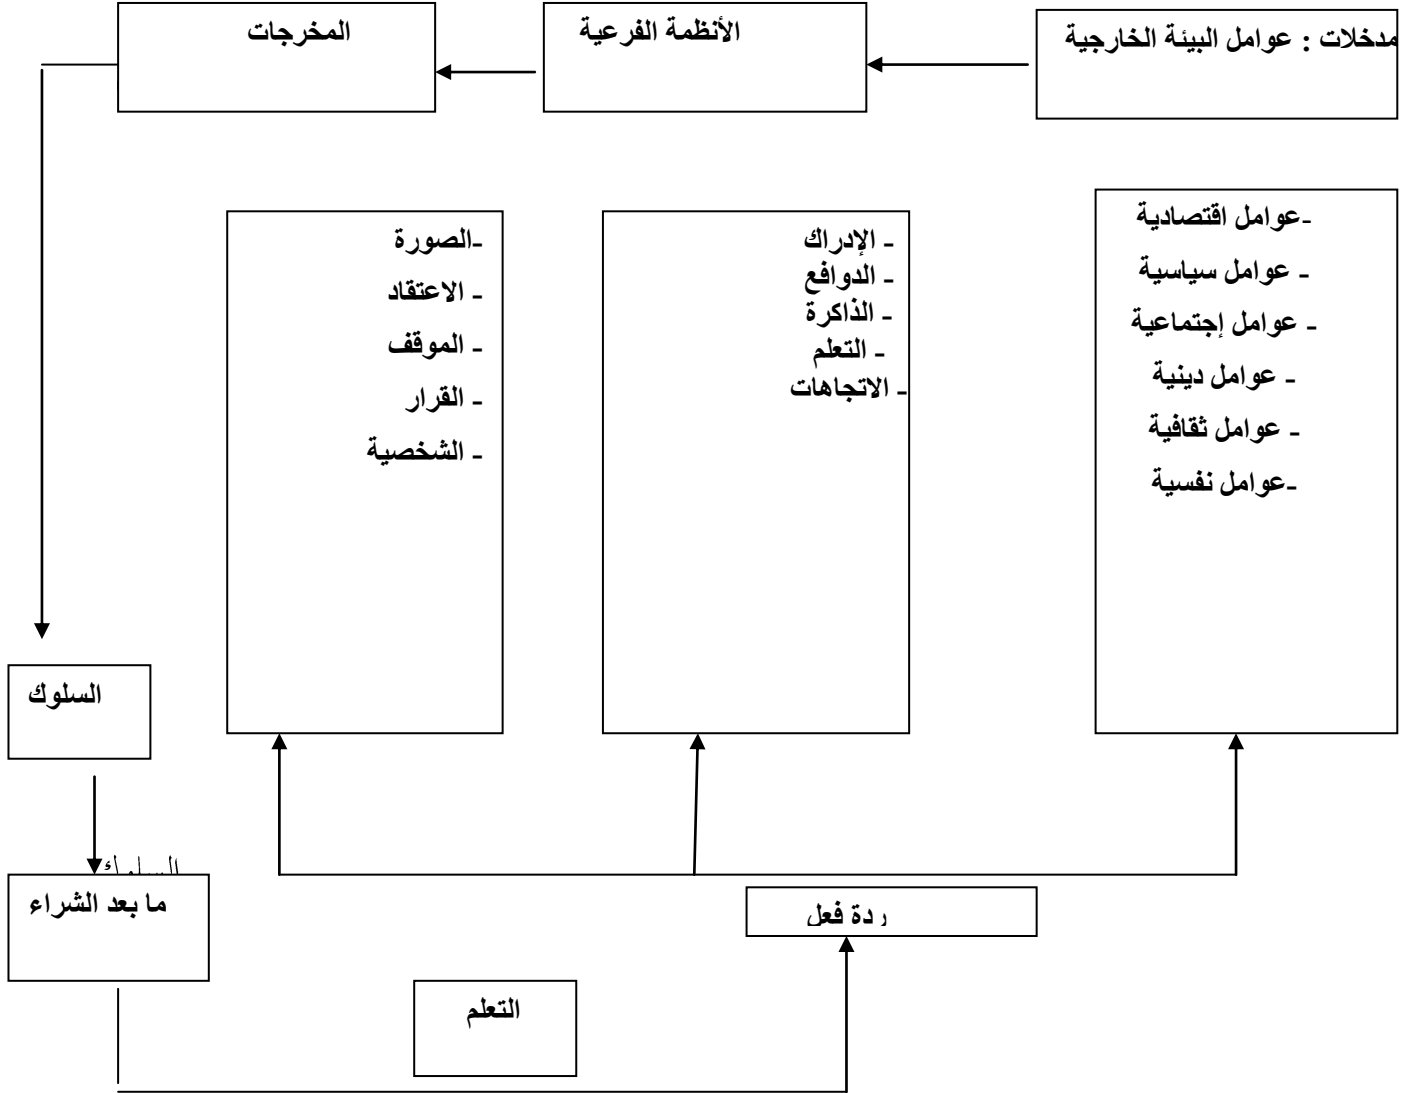 مدخلات : عوامل البيئة الخارجية
الأنظمة الفرعية
المخرجات
-عوامل اقتصادية
- عوامل سياسية
- عوامل إجتماعية
- عوامل دينية
- عوامل ثقافية
-عوامل نفسية
- الإدراك
- الدوافع
- الذاكرة
- التعلم
- الاتجاهات
-الصورة
- الاعتقاد
- الموقف
- القرار
- الشخصية
السلوك
السلوك
ما بعد الشراء
ردة فعل
التعلم